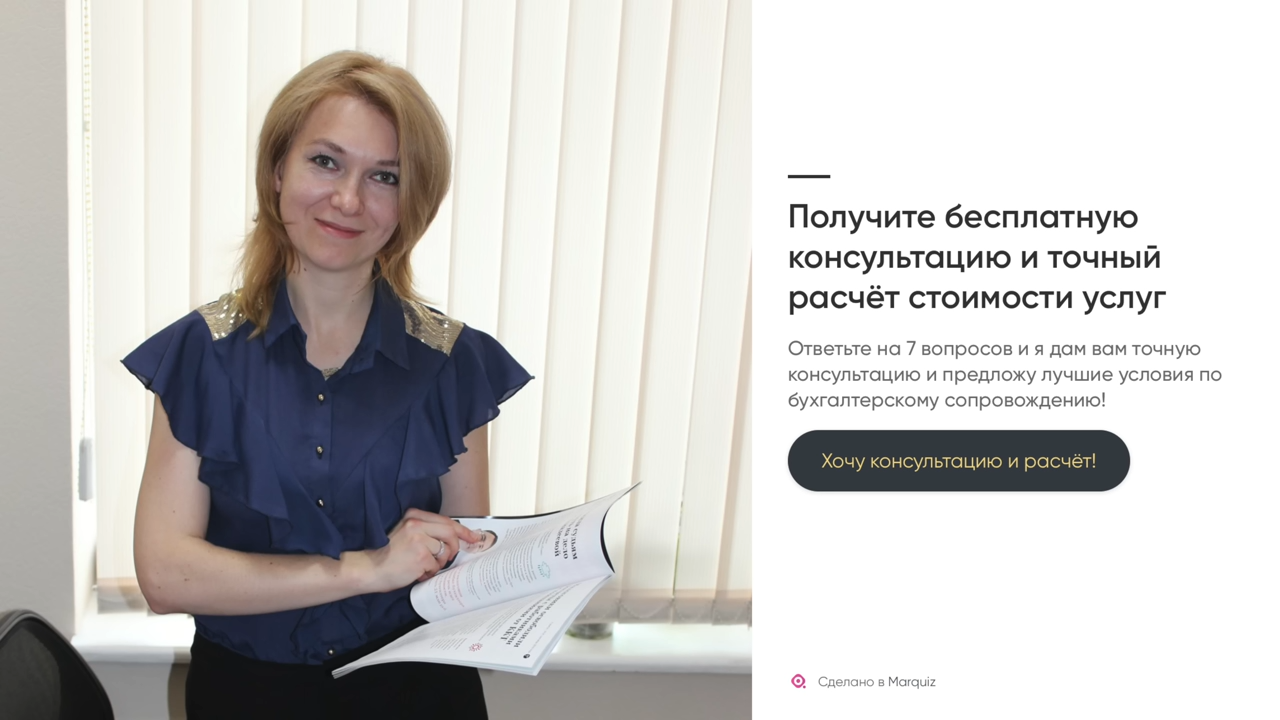 Получите бесплатную
консультацию и точный
расчёт стоимости услуг
Ответьте на 7 вопросов и я дам вам точную
консультацию и предложу лучшие условия по
бухгалтерскому сопровождению!
Хочу консультацию и расчёт!
Сделано в Marquiz